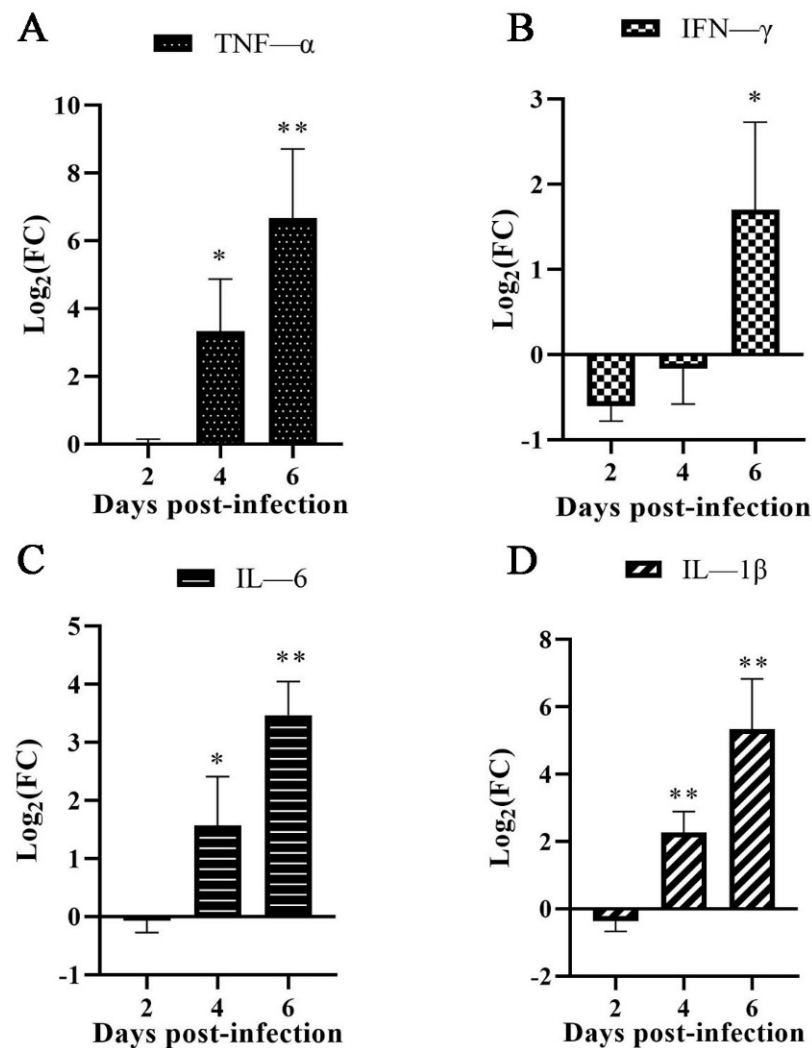 A
TNF—α
Log₂(FC)
10
8
6
4
2
0
*
**
2 4 6
Days post-infection
B
IFN—γ
Log₂(FC)
3
2
1
0
-1
*
2 4 6
Days post-infection
C
IL—6
Log₂(FC)
5
4
3
2
1
0
-1
*
**
2 4 6
Days post-infection
D
IL—1β
Log₂(FC)
8
6
4
2
0
-2
**
**
2 4 6
Days post-infection